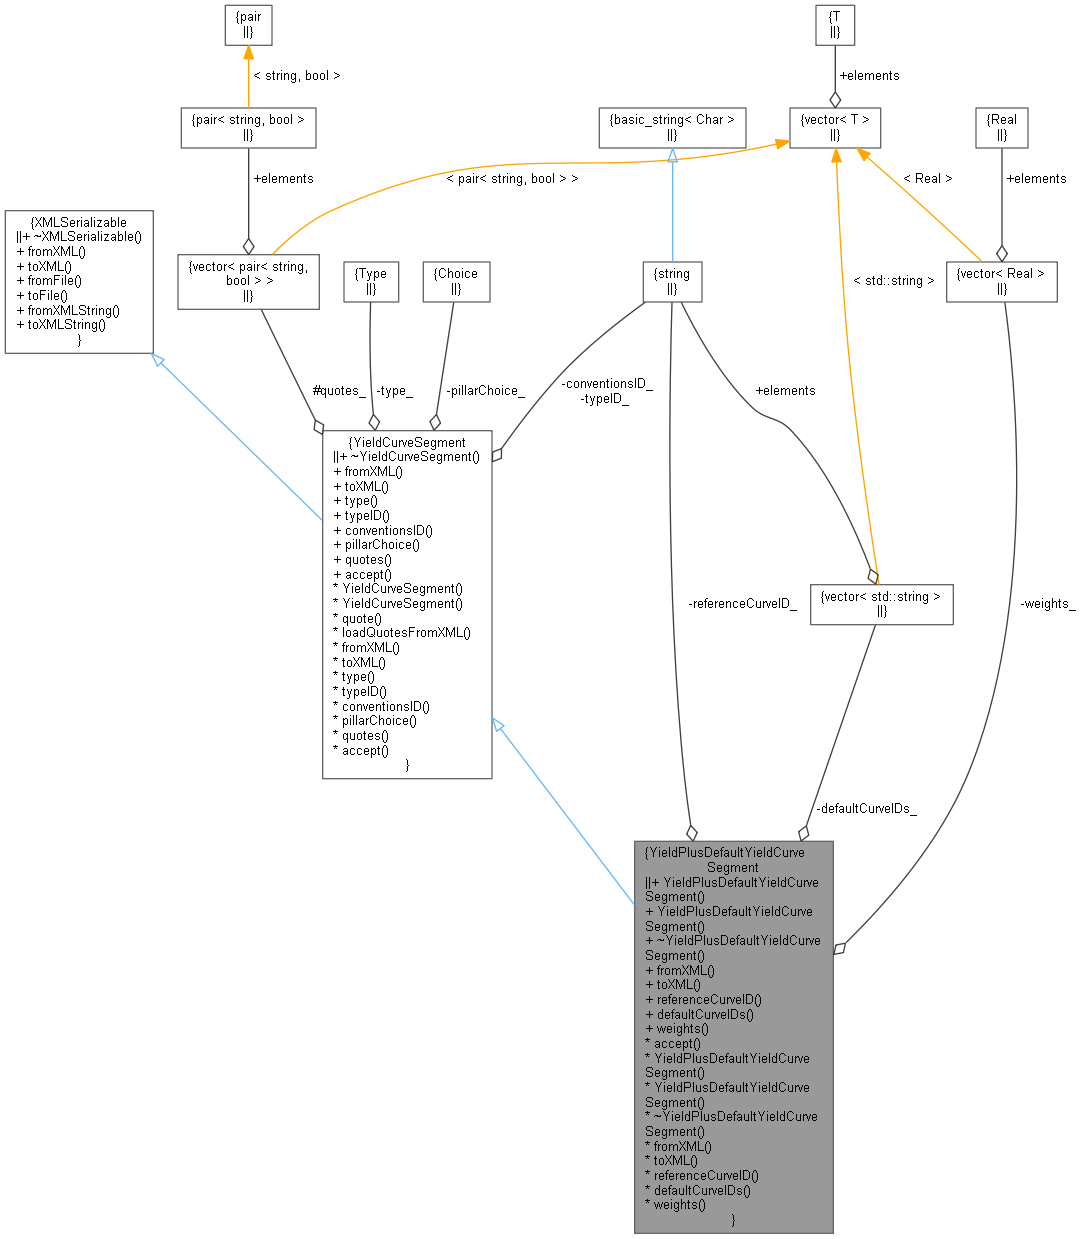 {pair
||}
{T
||}
< string, bool >
+elements
{pair< string, bool >
||}
{basic_string< Char >
||}
{vector< T >
||}
{Real
||}
+elements
< pair< string, bool > >
< Real >
+elements
{XMLSerializable
||+ ~XMLSerializable()
+ fromXML()
+ toXML()
+ fromFile()
+ toFile()
+ fromXMLString()
+ toXMLString()
}
{vector< pair< string,
bool > >
||}
{Type
||}
{Choice
||}
{string
||}
< std::string >
{vector< Real >
||}
#quotes_
-type_
-pillarChoice_
-conventionsID_
-typeID_
+elements
{YieldCurveSegment
||+ ~YieldCurveSegment()
+ fromXML()
+ toXML()
+ type()
+ typeID()
+ conventionsID()
+ pillarChoice()
+ quotes()
+ accept()
* YieldCurveSegment()
* YieldCurveSegment()
* quote()
* loadQuotesFromXML()
* fromXML()
* toXML()
* type()
* typeID()
* conventionsID()
* pillarChoice()
* quotes()
* accept()
}
-referenceCurveID_
{vector< std::string >
||}
-weights_
-defaultCurveIDs_
{YieldPlusDefaultYieldCurve
Segment
||+ YieldPlusDefaultYieldCurve
Segment()
+ YieldPlusDefaultYieldCurve
Segment()
+ ~YieldPlusDefaultYieldCurve
Segment()
+ fromXML()
+ toXML()
+ referenceCurveID()
+ defaultCurveIDs()
+ weights()
* accept()
* YieldPlusDefaultYieldCurve
Segment()
* YieldPlusDefaultYieldCurve
Segment()
* ~YieldPlusDefaultYieldCurve
Segment()
* fromXML()
* toXML()
* referenceCurveID()
* defaultCurveIDs()
* weights()
}